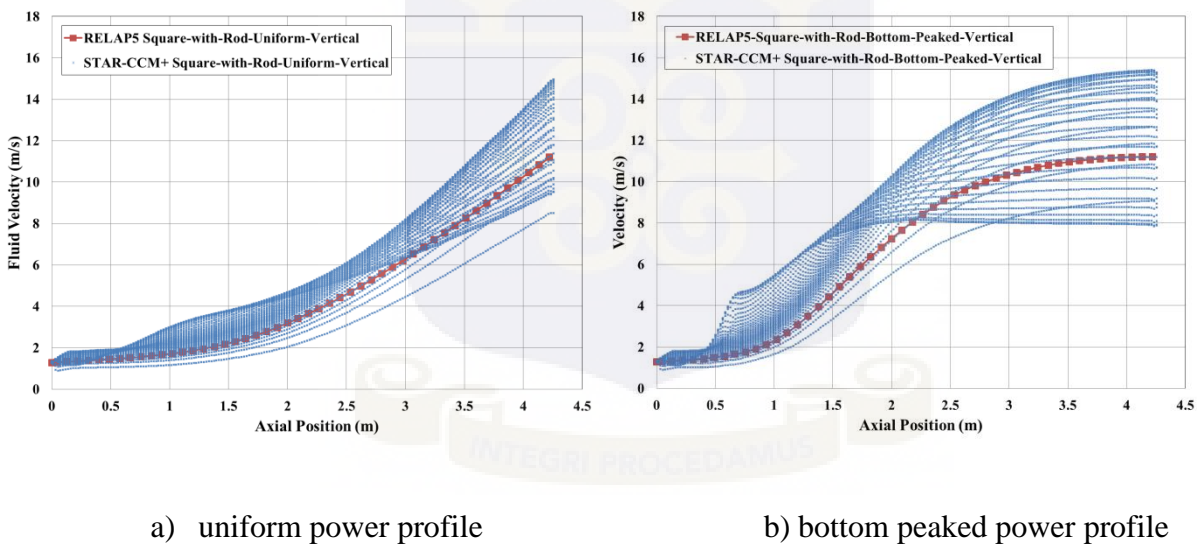 18
16
14
12
10
8
6
4
2
0
Fluid Velocity (m/s)
RELAP5 Square-with-Rod-Uniform-Vertical
STAR-CCM+ Square-with-Rod-Uniform-Vertical
0 0.5 1 1.5 2 2.5 3 3.5 4 4.5
Axial Position (m)
18
16
14
12
10
8
6
4
2
0
Velocity (m/s)
RELAP5-Square-with-Rod-Bottom-Peaked-Vertical
STAR-CCM+ Square-with-Rod-Bottom-Peaked-Vertical
0 0.5 1 1.5 2 2.5 3 3.5 4 4.5
Axial Position (m)
INTEGRI PROCEDAMUS
a) uniform power profile
b) bottom peaked power profile